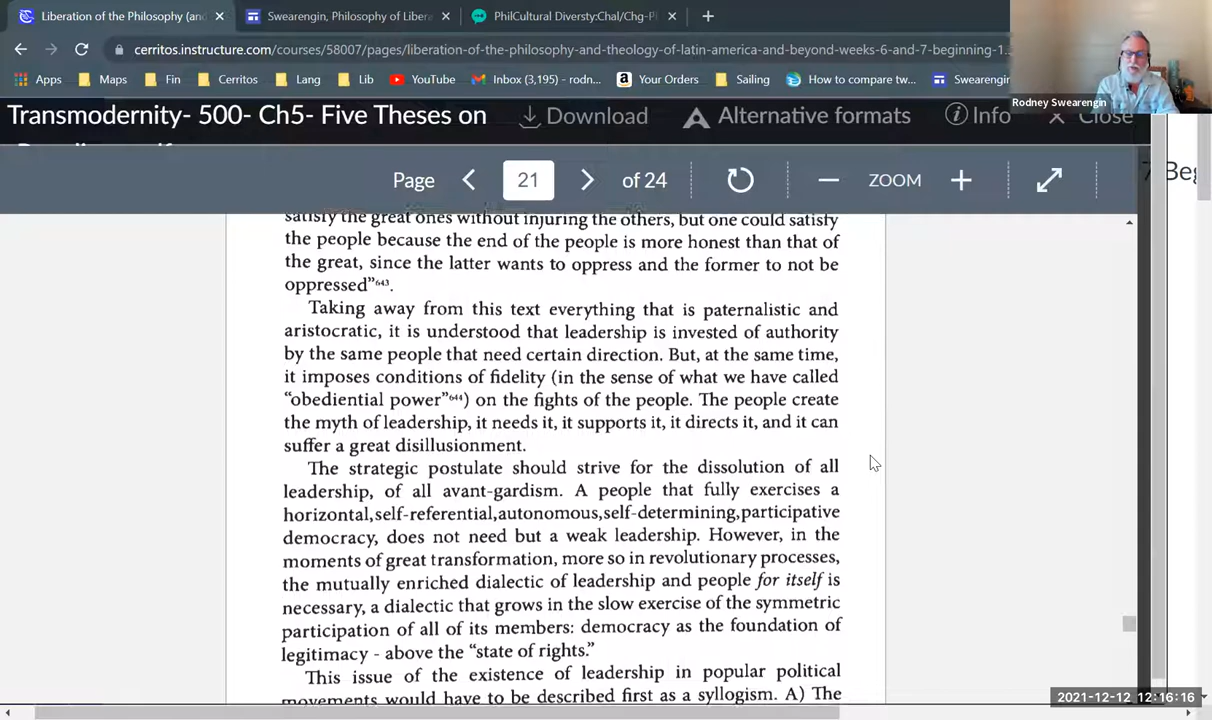 Liberation of the Philosophy (an
Swearengin, Philosophy of Libera
PhilCultural Diversty:Chal/Chg-P
cerritos.instructure.com/courses/58007/pages/liberation-of-the-philosophy-and-theology-of-latin-america-and-beyond-weeks-6-and-7-beginning-1...
Apps Maps Fin Cerritos Lang Lib YouTube Inbox (3,195) - rodn... Your Orders Sailing How to compare tw... Swearengin
Rodney Swearengin
Transmodernity- 500- Ch5- Five Theses on
Download Alternative formats Info Close
Page 21 of 24 ZOOM
7 Beg
satisfy the great ones without injuring the others, but one could satisfy
the people because the end of the people is more honest than that of
the great, since the latter wants to oppress and the former to not be
oppressed”643.
Taking away from this text everything that is paternalistic and
aristocratic, it is understood that leadership is invested of authority
by the same people that need certain direction. But, at the same time,
it imposes conditions of fidelity (in the sense of what we have called
“obediential power”644) on the fights of the people. The people create
the myth of leadership, it needs it, it supports it, it directs it, and it can
suffer a great disillusionment.
The strategic postulate should strive for the dissolution of all
leadership, of all avant-gardism. A people that fully exercises a
horizontal, self-referential, autonomous, self-determining, participative
democracy, does not need but a weak leadership. However, in the
moments of great transformation, more so in revolutionary processes,
the mutually enriched dialectic of leadership and people for itself is
necessary, a dialectic that grows in the slow exercise of the symmetric
participation of all of its members: democracy as the foundation of
legitimacy - above the “state of rights.”
This issue of the existence of leadership in popular political
movements would have to be described first as a syllogism. A) The
2021-12-12 12:16:16